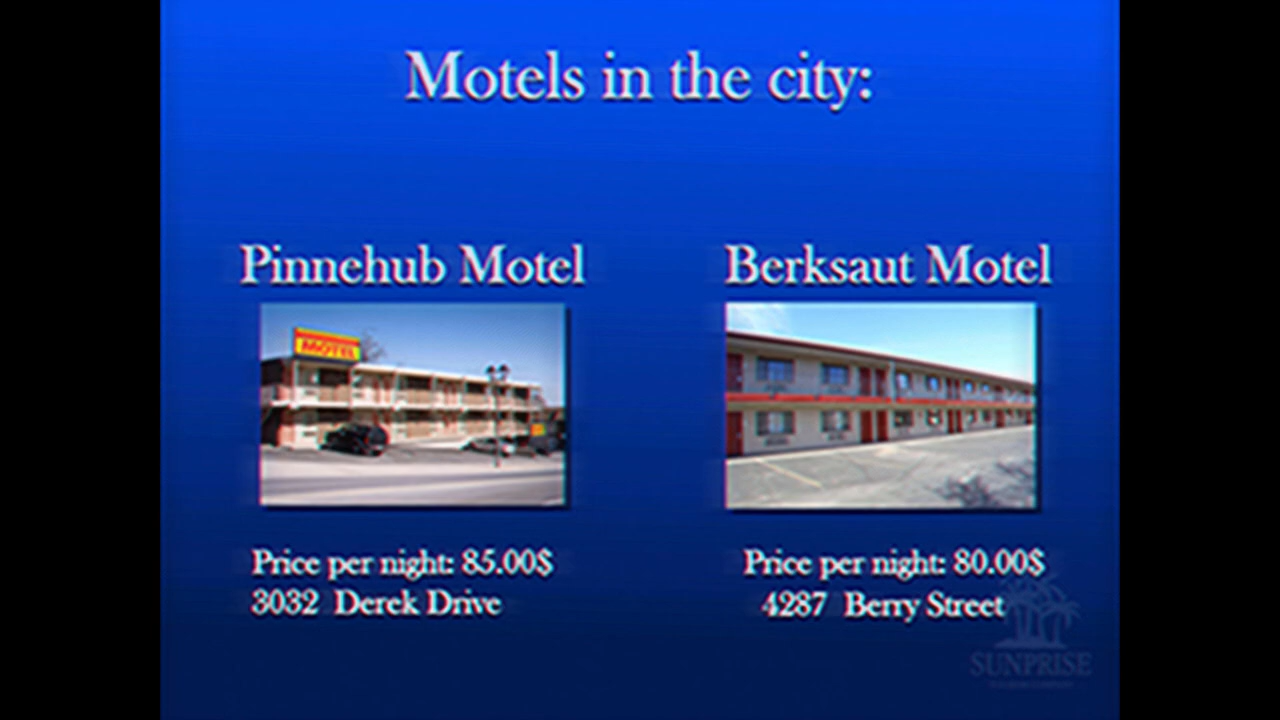 Motels in the city:
Pinnehub Motel
Berksaut Motel
MOTEL
Price per night: 85.00$
3032 Derek Drive
Price per night: 80.00$
4287 Berry Street
SUNPRISE